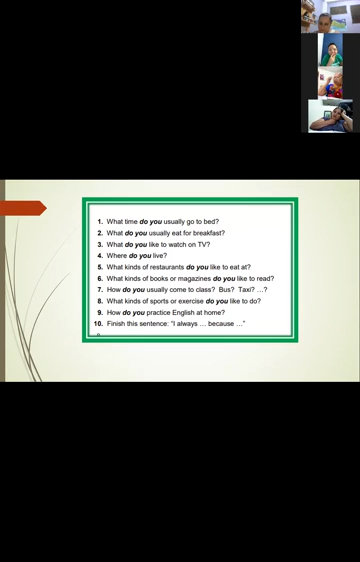 1. What time do you usually go to bed?
2. What do you usually eat for breakfast?
3. What do you like to watch on TV?
4. Where do you live?
5. What kinds of restaurants do you like to eat at?
6. What kinds of books or magazines do you like to read?
7. How do you usually come to class? Bus? Taxi? …?
8. What kinds of sports or exercise do you like to do?
9. How do you practice English at home?
10. Finish this sentence: "I always … because …"